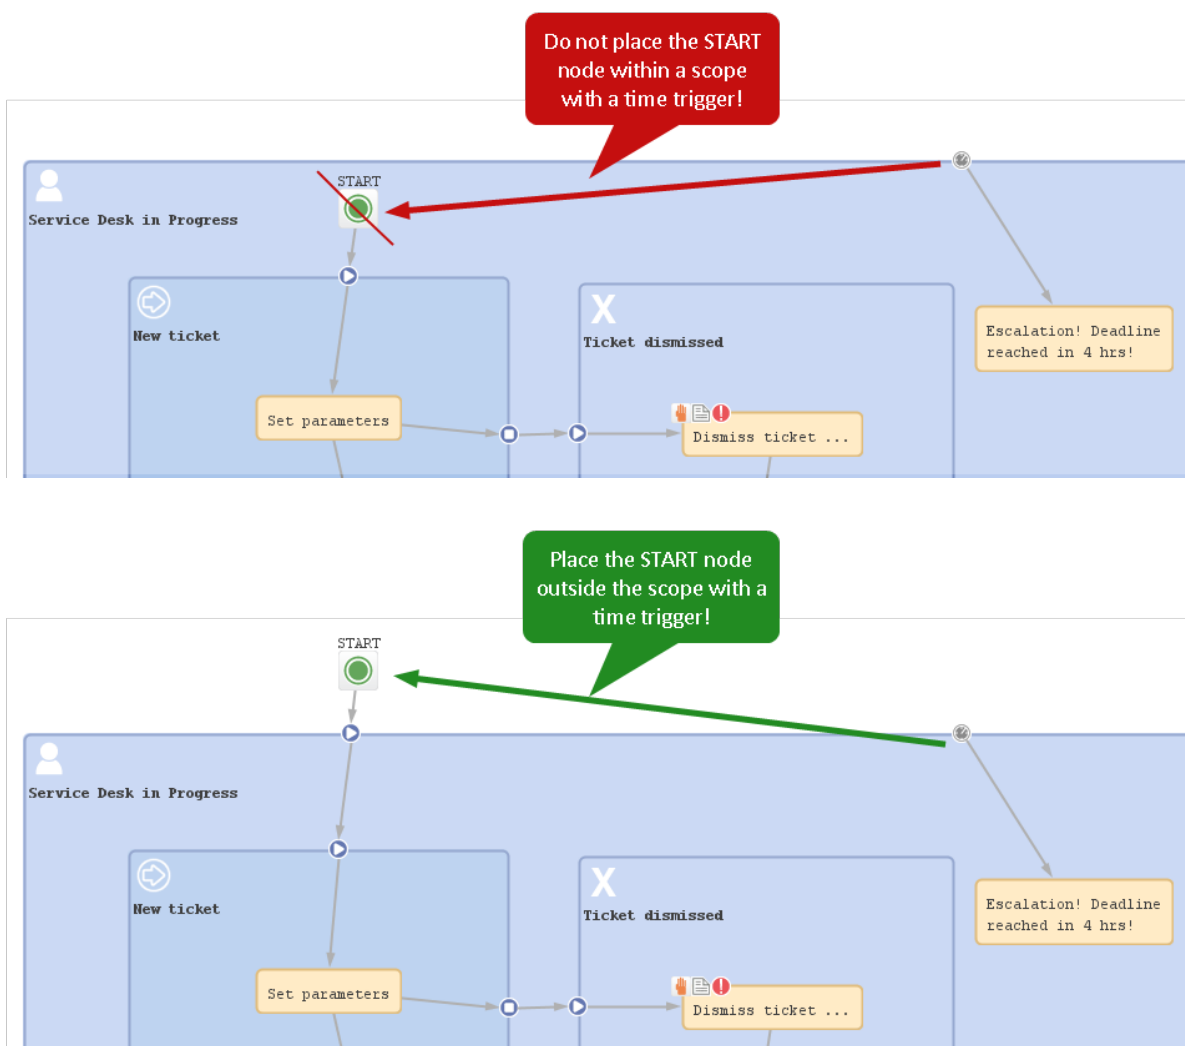 Do not place the START
node within a scope
with a time trigger!
START
Service Desk in Progress
New ticket
X
Ticket dismissed
Escalation! Deadline
reached in 4 hrs!
Set parameters
Dismiss ticket ...
Place the START node
outside the scope with a
time trigger!
START
Service Desk in Progress
New ticket
X
Ticket dismissed
Escalation! Deadline
reached in 4 hrs!
Set parameters
Dismiss ticket ...